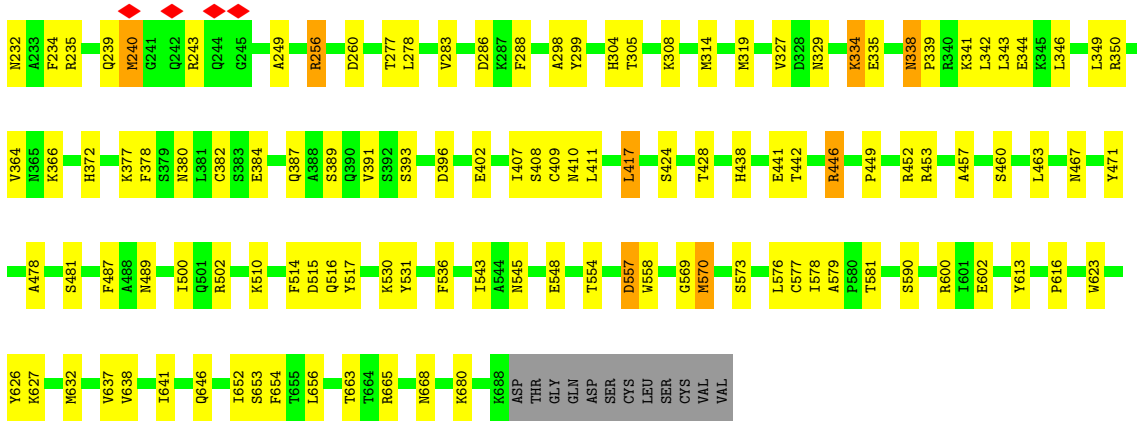 N232 A233 F234 R235 Q239 M240 G241 Q242 R243 Q244 G245 A249 R256 D260 T277 L278 V283 D286 K287 F288 A298 Y299 H304 T305 K308 M314 M319 V327 D328 N329 K334 E335 N338 P339 R340 K341 L342 L343 E344 K345 L346 L349 R350
V364 N365 K366 H372 K377 F378 S379 N380 L381 C382 S383 E384 Q387 A388 S389 Q390 V391 S392 S393 D396 E402 I407 S408 C409 N410 L411 L417 S424 T428 H438 E441 T442 R446 P449 R452 R453 A457 S460 L463 N467 Y471
A478 S481 F487 A488 N489 I500 Q501 R502 K510 F514 D515 Q516 Y517 K530 Y531 F536 I543 A544 N545 E548 T554 D557 W558 G569 M570 S573 L576 C577 I578 A579 P580 T581 S590 R600 I601 E602 Y613 P616 W623
Y626 K627 M632 V637 V638 I641 Q646 I652 S653 F654 T655 L656 T663 T664 R665 N668 K680 K688 ASP THR GLY GLN ASP SER CYS LEU SER CYS VAL VAL